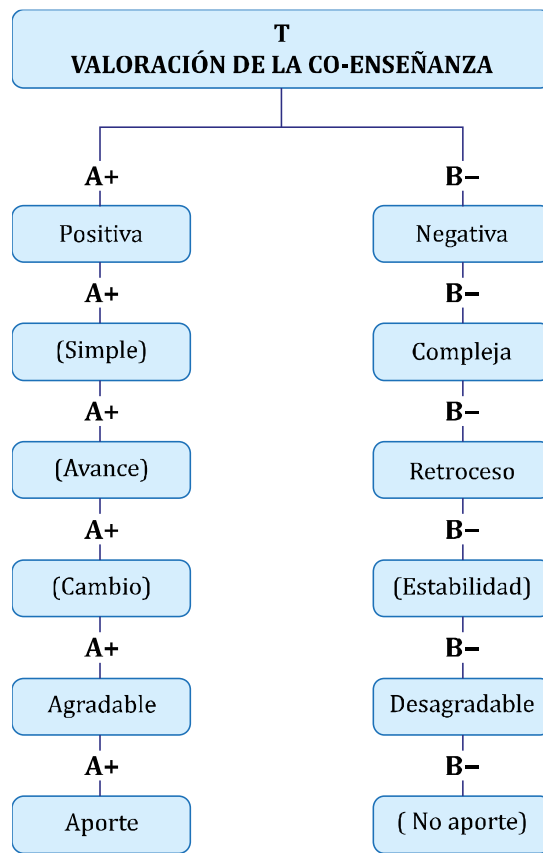 T
VALORACIÓN DE LA CO-ENSEÑANZA
A+ B−
Positiva Negativa
A+ B−
(Simple) Compleja
A+ B−
(Avance) Retroceso
A+ B−
(Cambio) (Estabilidad)
A+ B−
Agradable Desagradable
A+ B−
Aporte ( No aporte)